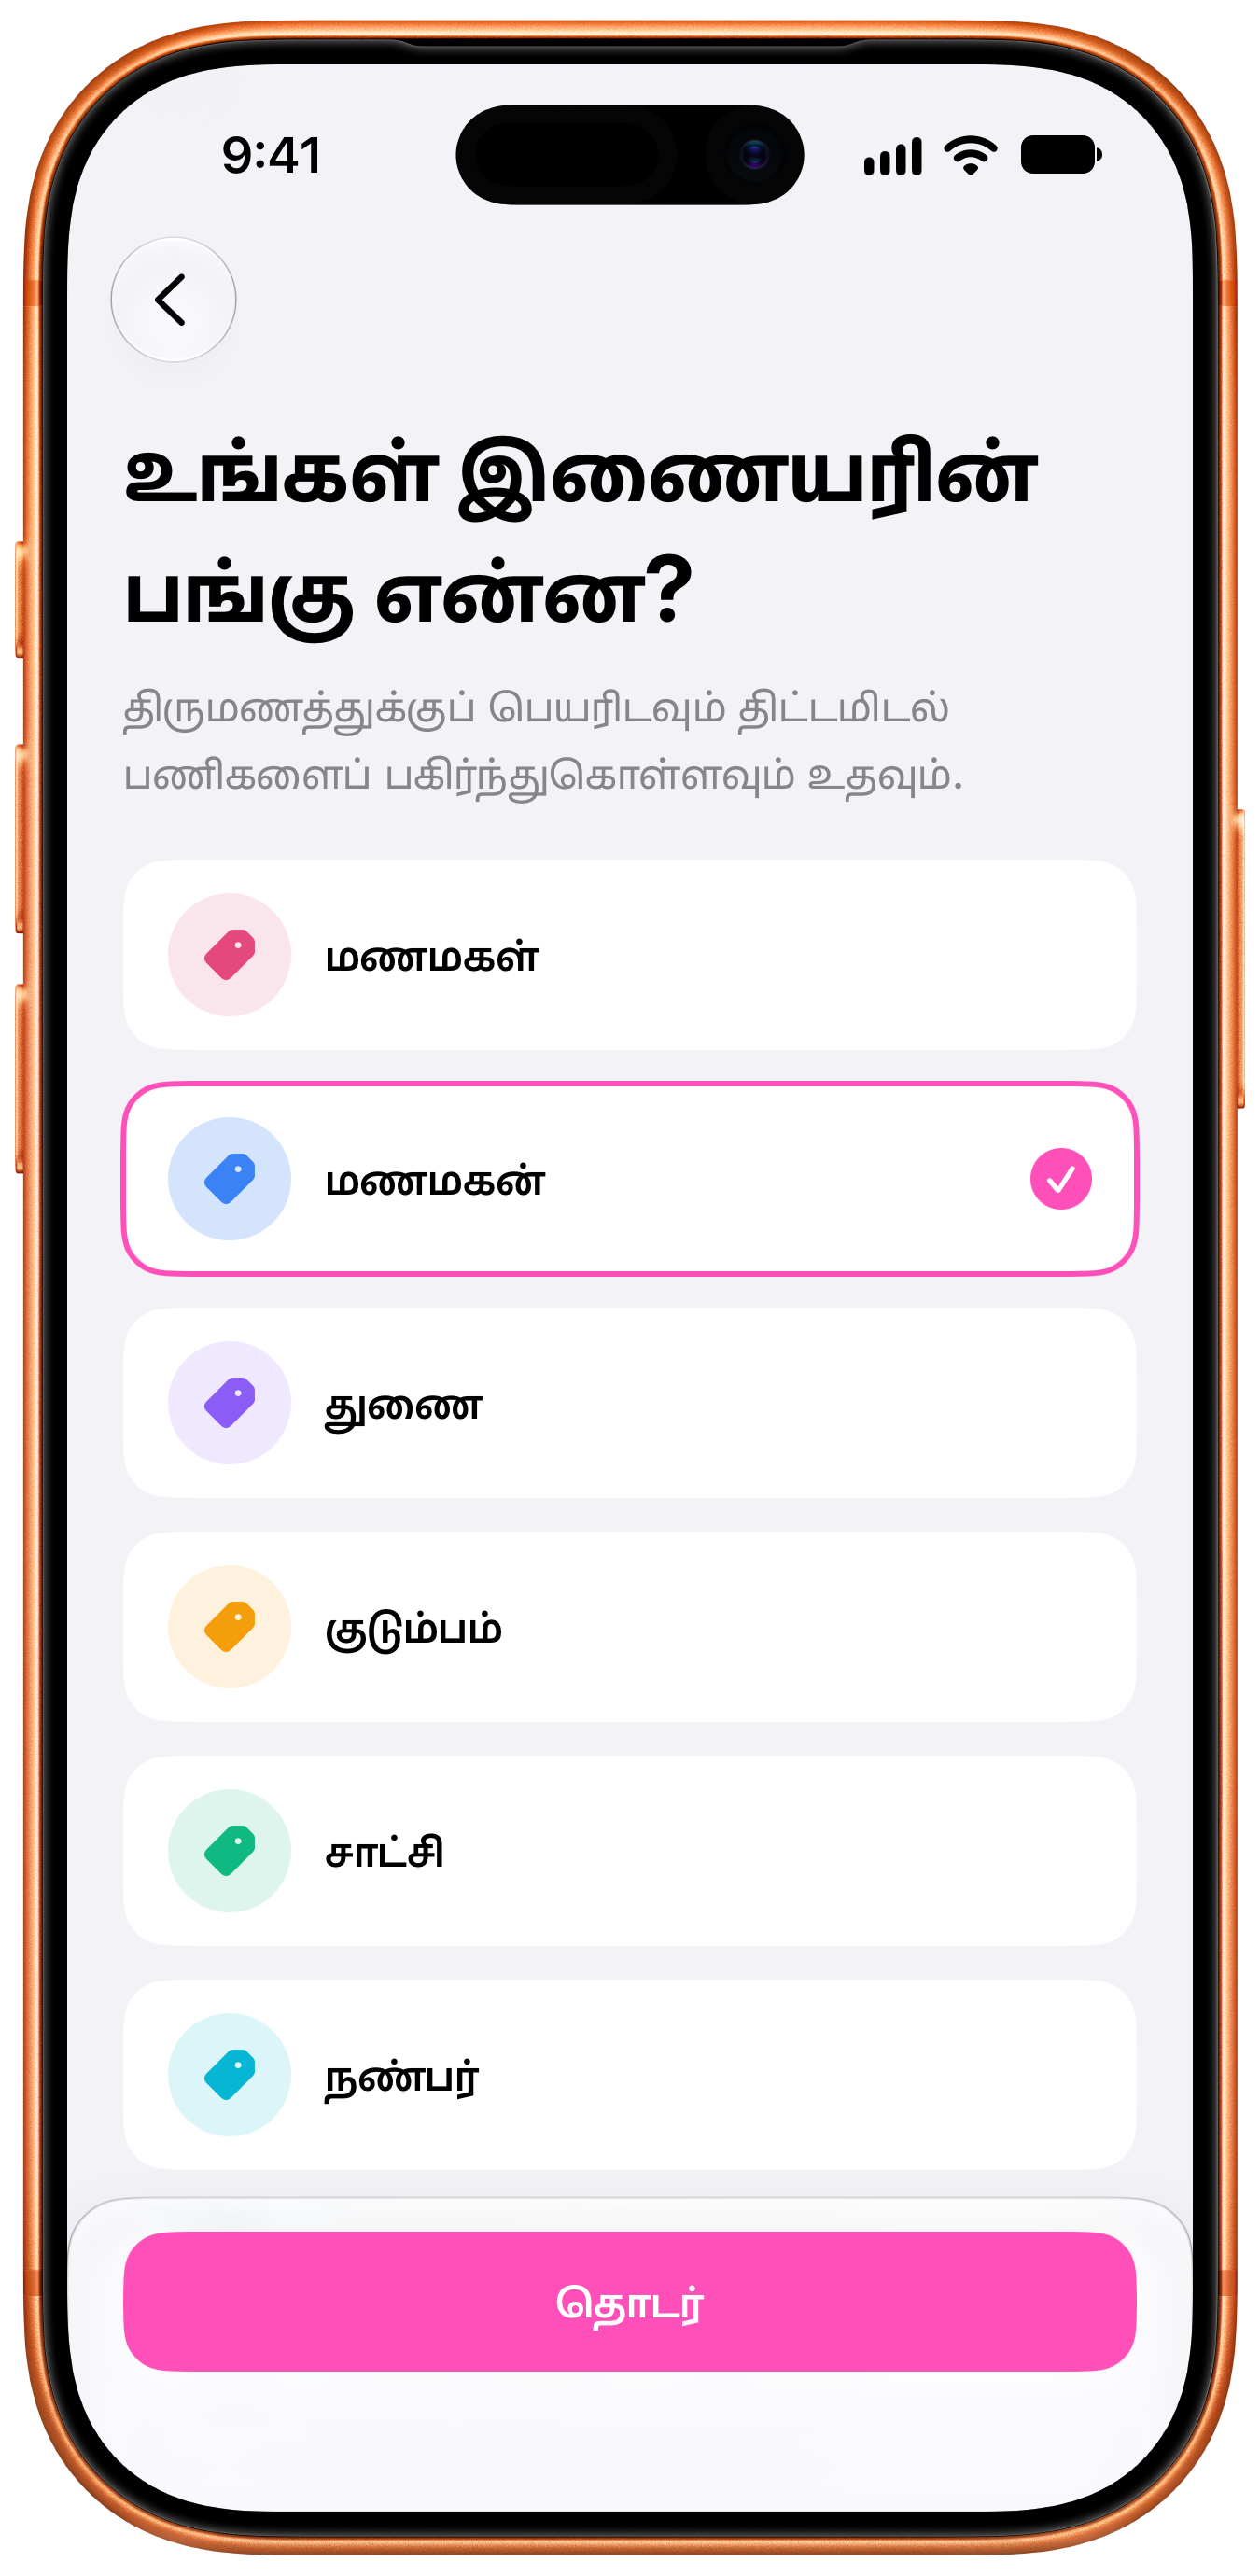 9:41
உங்கள் இணையரின்
பங்கு என்ன?
திருமணத்துக்குப் பெயரிடவும் திட்டமிடல்
பணிகளைப் பகிர்ந்துகொள்ளவும் உதவும்.
மணமகள்
மணமகன்
துணை
குடும்பம்
சாட்சி
நண்பர்
தொடர்